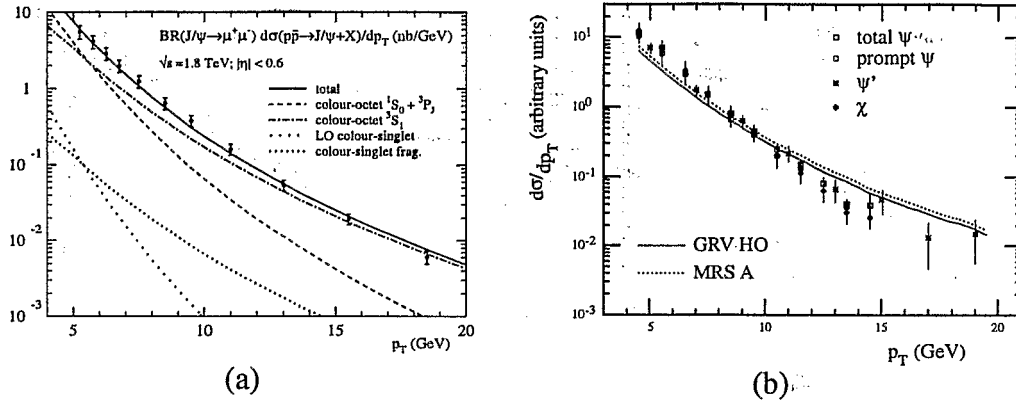 BR(J/ψ→μ⁺μ⁻) dσ(pp̄→J/ψ+X)/dp_T (nb/GeV)
√s =1.8 TeV; |η| < 0.6
total
colour-octet ¹S₀ + ³P_J
colour-octet ³S₁
LO colour-singlet
colour-singlet frag.
10
1
10⁻¹
10⁻²
10⁻³
5 10 15 20
p_T (GeV)
(a)
dσ/dp_T (arbitrary units)
10¹
10⁰
10⁻¹
10⁻²
10⁻³
total ψ
prompt ψ
ψ'
χ
GRV HO
MRS A
5 10 15 20
p_T (GeV)
(b)